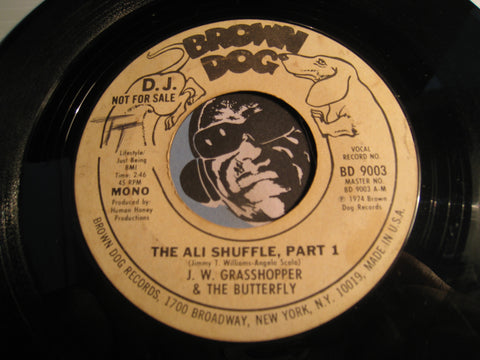 BROWN
DOG
D.J.
NOT FOR SALE
Lifestyle:
Just Being
BMI
Time: 2:46
45 RPM
MONO
Produced by:
Human Honey
Productions
VOCAL
RECORD NO.
BD 9003
MASTER NO.
BD 9003 A-M
℗ 1974 Brown
Dog Records
THE ALI SHUFFLE, PART 1
(Jimmy T. Williams-Angelo Scala)
J. W. GRASSHOPPER
& THE BUTTERFLY
BROWN DOG RECORDS, 1700 BROADWAY, NEW YORK, N.Y. 10019, MADE IN U.S.A.